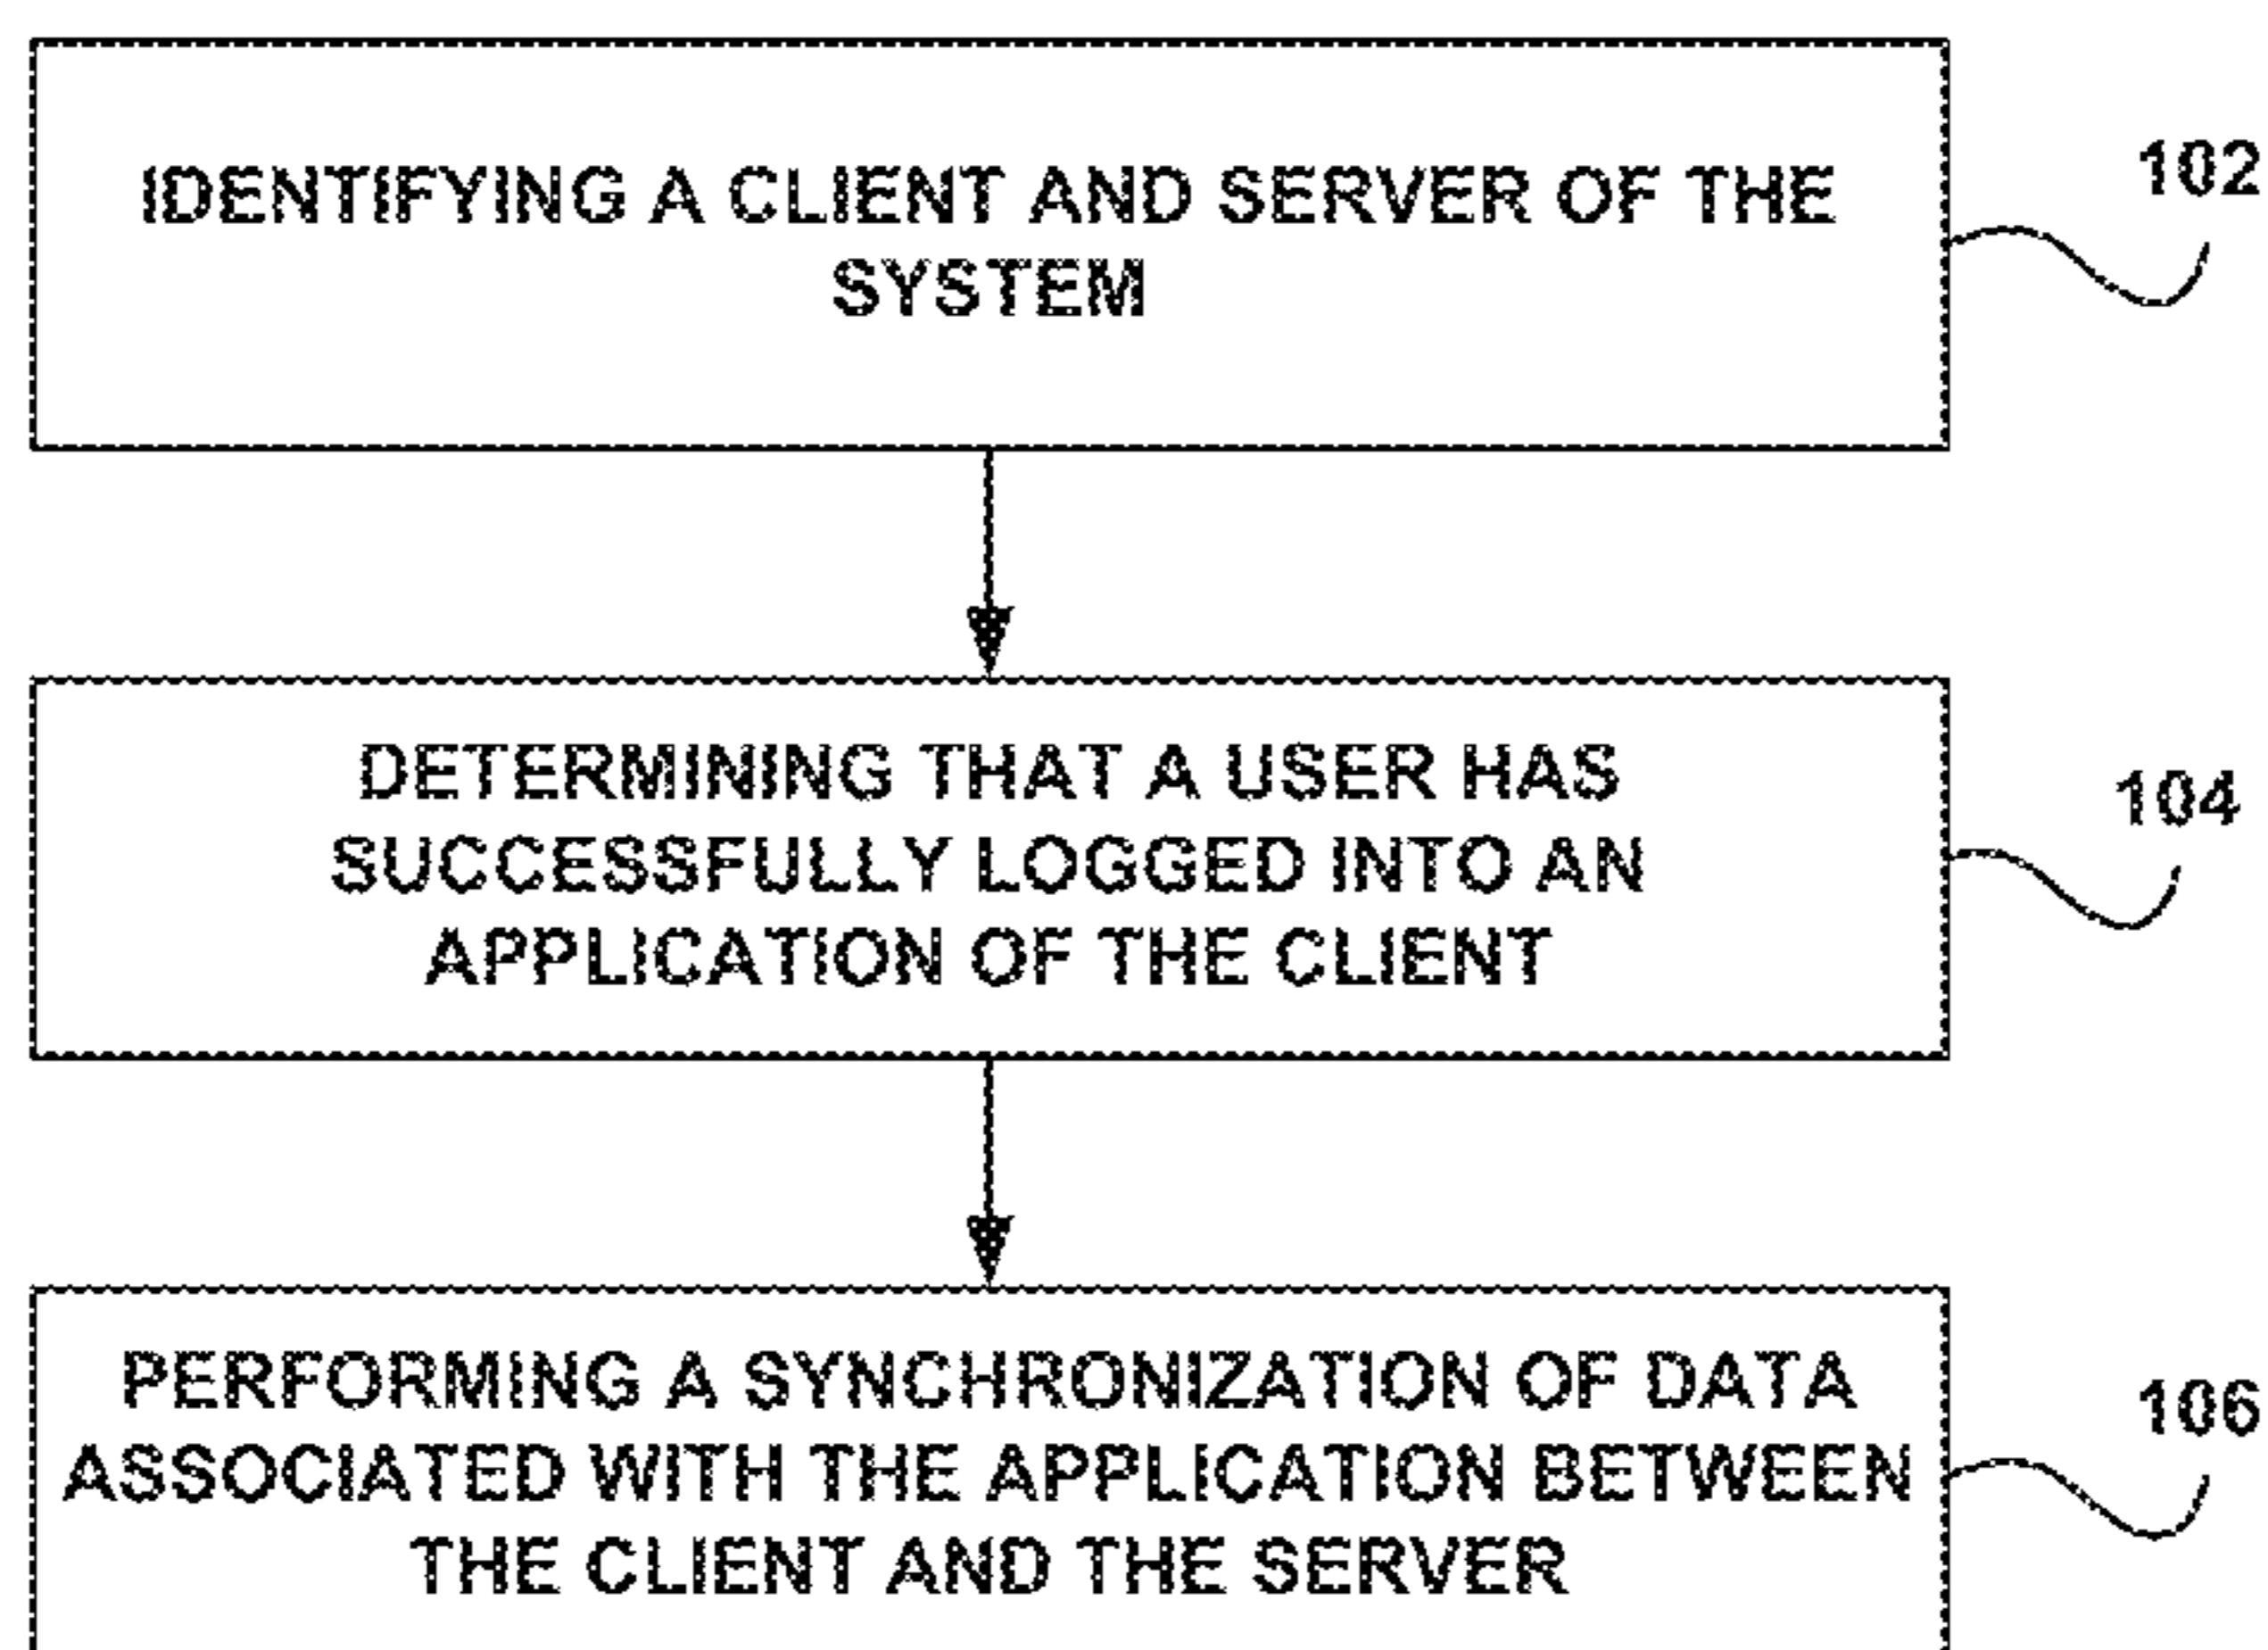 IDENTIFYING A CLIENT AND SERVER OF THE
SYSTEM
102
DETERMINING THAT A USER HAS
SUCCESSFULLY LOGGED INTO AN
APPLICATION OF THE CLIENT
104
PERFORMING A SYNCHRONIZATION OF DATA
ASSOCIATED WITH THE APPLICATION BETWEEN
THE CLIENT AND THE SERVER
106